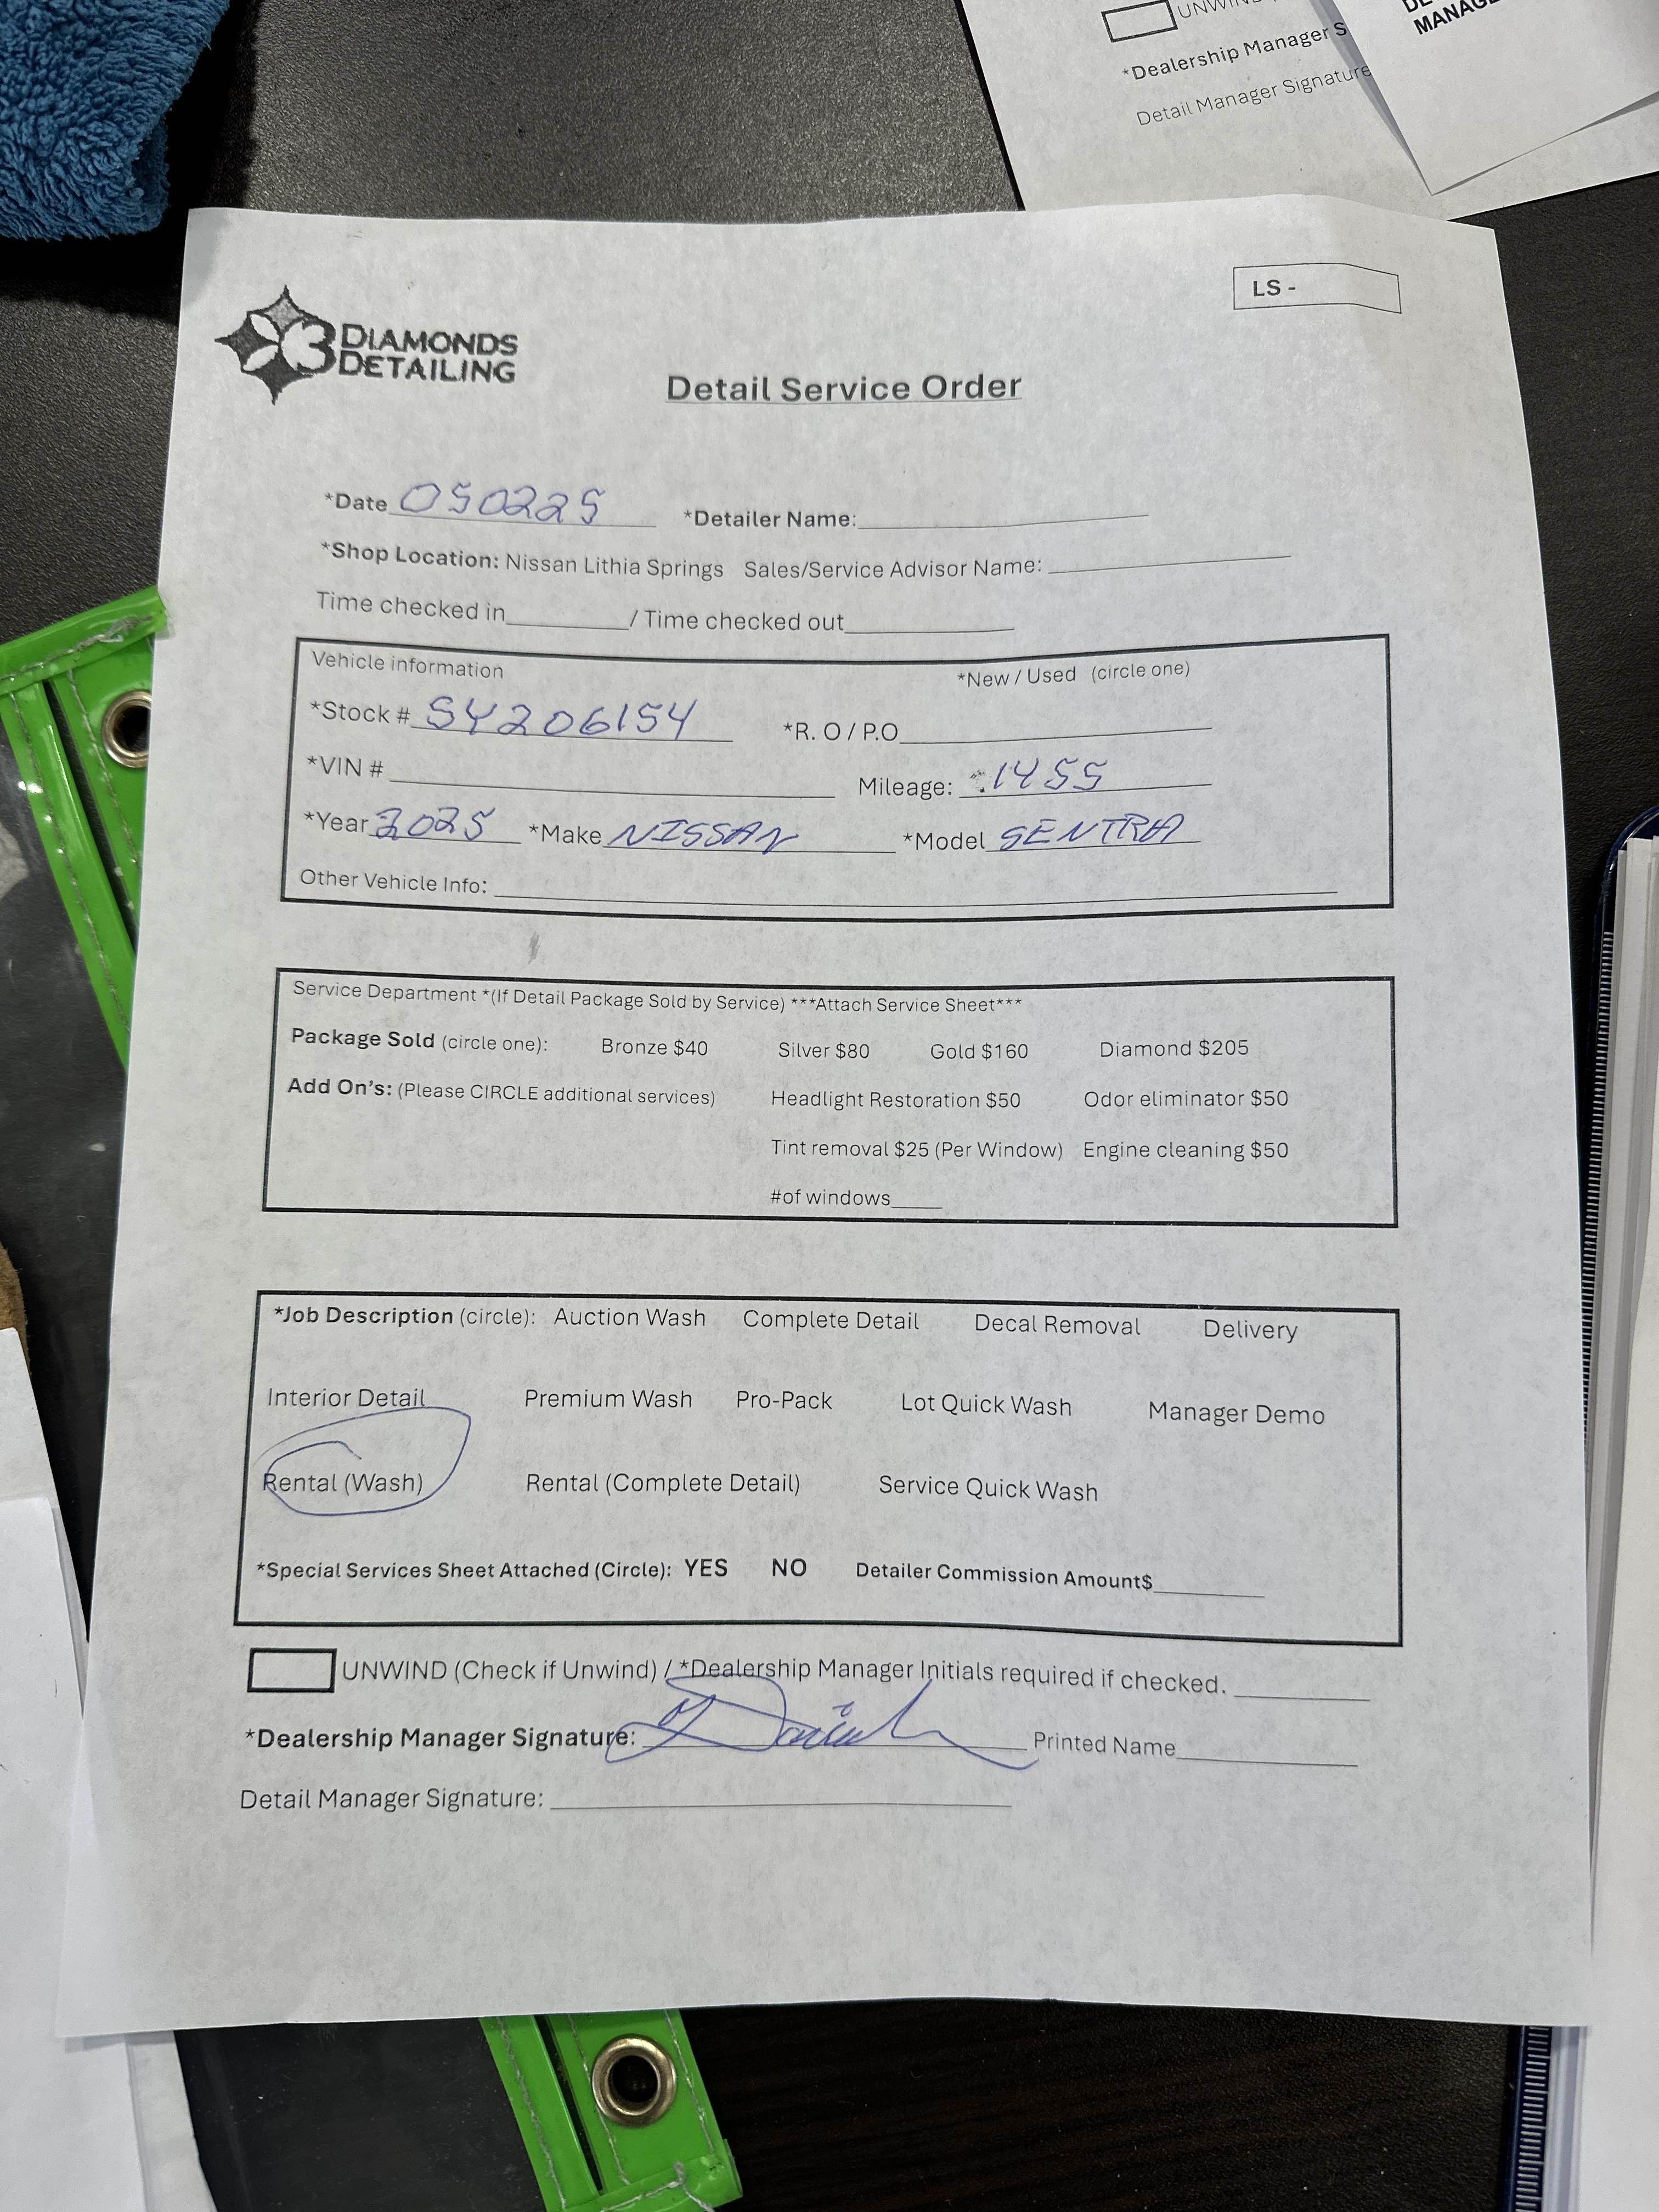 UNWIN
*Dealership Manager S
Detail Manager Signature
MANAG
LS -
3 DIAMONDS
DETAILING
Detail Service Order
*Date 050225 *Detailer Name:
*Shop Location: Nissan Lithia Springs Sales/Service Advisor Name:
Time checked in / Time checked out
Vehicle information *New / Used (circle one)
*Stock # SY206154 *R. O / P.O
*VIN # Mileage: 1455
*Year 2025 *Make NISSAN *Model SENTRA
Other Vehicle Info:
Service Department *(If Detail Package Sold by Service) ***Attach Service Sheet***
Package Sold (circle one): Bronze $40 Silver $80 Gold $160 Diamond $205
Add On's: (Please CIRCLE additional services) Headlight Restoration $50 Odor eliminator $50
Tint removal $25 (Per Window) Engine cleaning $50
#of windows
*Job Description (circle): Auction Wash Complete Detail Decal Removal Delivery
Interior Detail Premium Wash Pro-Pack Lot Quick Wash Manager Demo
Rental (Wash) Rental (Complete Detail) Service Quick Wash
*Special Services Sheet Attached (Circle): YES NO Detailer Commission Amount$
UNWIND (Check if Unwind) / *Dealership Manager Initials required if checked.
*Dealership Manager Signature: Printed Name
Detail Manager Signature: